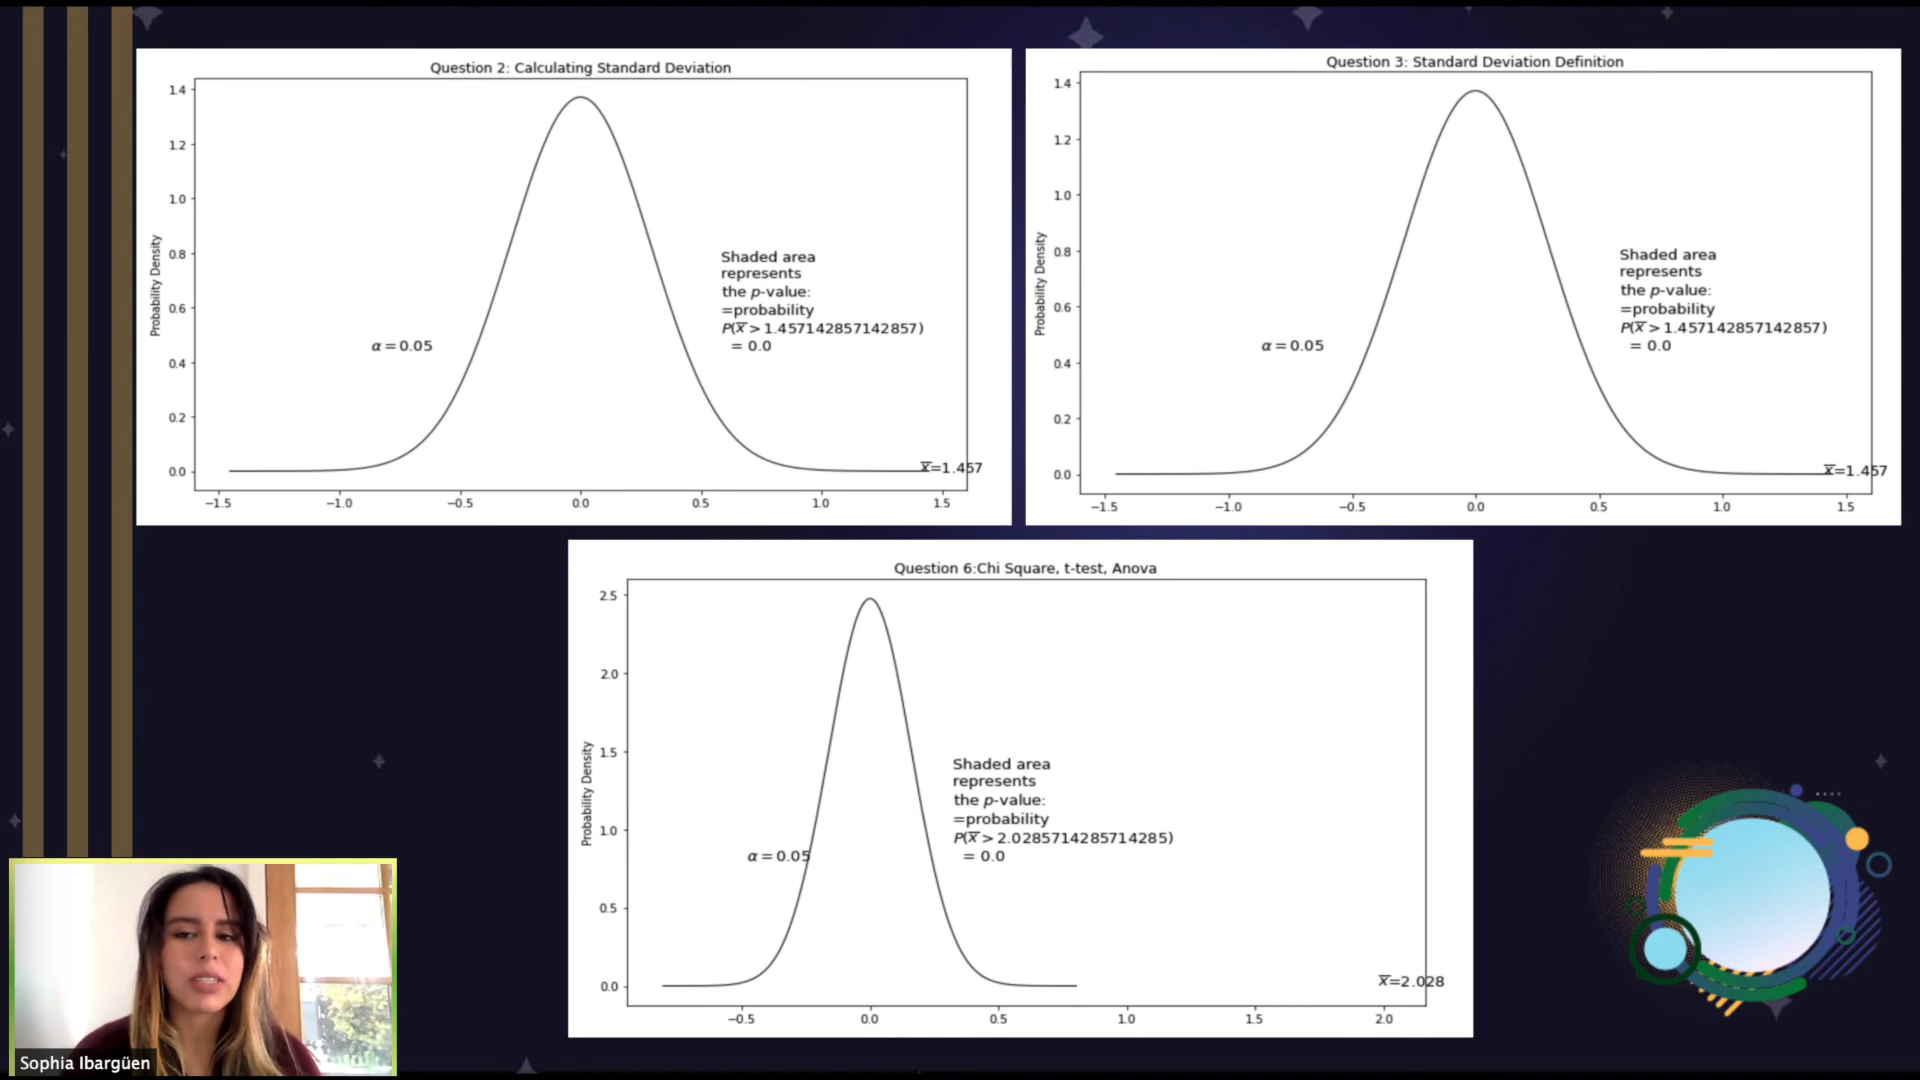 Question 2: Calculating Standard Deviation
1.4
1.2
1.0
0.8
0.6
0.4
0.2
0.0
Probability Density
Shaded area
represents
the p-value:
=probability
P(x̅ > 1.457142857142857)
= 0.0
α = 0.05
x̅=1.457
−1.5 −1.0 −0.5 0.0 0.5 1.0 1.5
Question 3: Standard Deviation Definition
1.4
1.2
1.0
0.8
0.6
0.4
0.2
0.0
Probability Density
Shaded area
represents
the p-value:
=probability
P(x̅ > 1.457142857142857)
= 0.0
α = 0.05
x̅=1.457
−1.5 −1.0 −0.5 0.0 0.5 1.0 1.5
Question 6:Chi Square, t-test, Anova
2.5
2.0
1.5
1.0
0.5
0.0
Probability Density
Shaded area
represents
the p-value:
=probability
P(x̅ > 2.0285714285714285)
= 0.0
α = 0.05
x̅=2.028
−0.5 0.0 0.5 1.0 1.5 2.0
Sophia Ibargüen